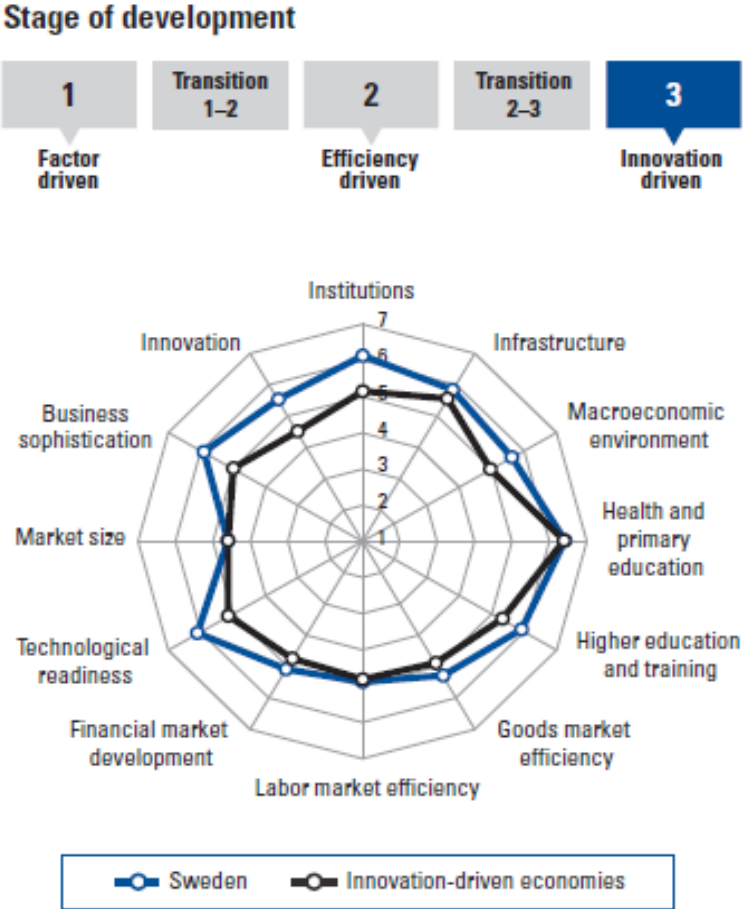 Stage of development
1
Transition
1–2
2
Transition
2–3
3
Factor
driven
Efficiency
driven
Innovation
driven
Institutions
7
6
5
4
3
2
1
Innovation
Infrastructure
Business
sophistication
Macroeconomic
environment
Market size
Health and
primary
education
Technological
readiness
Higher education
and training
Financial market
development
Goods market
efficiency
Labor market efficiency
Sweden
Innovation-driven economies